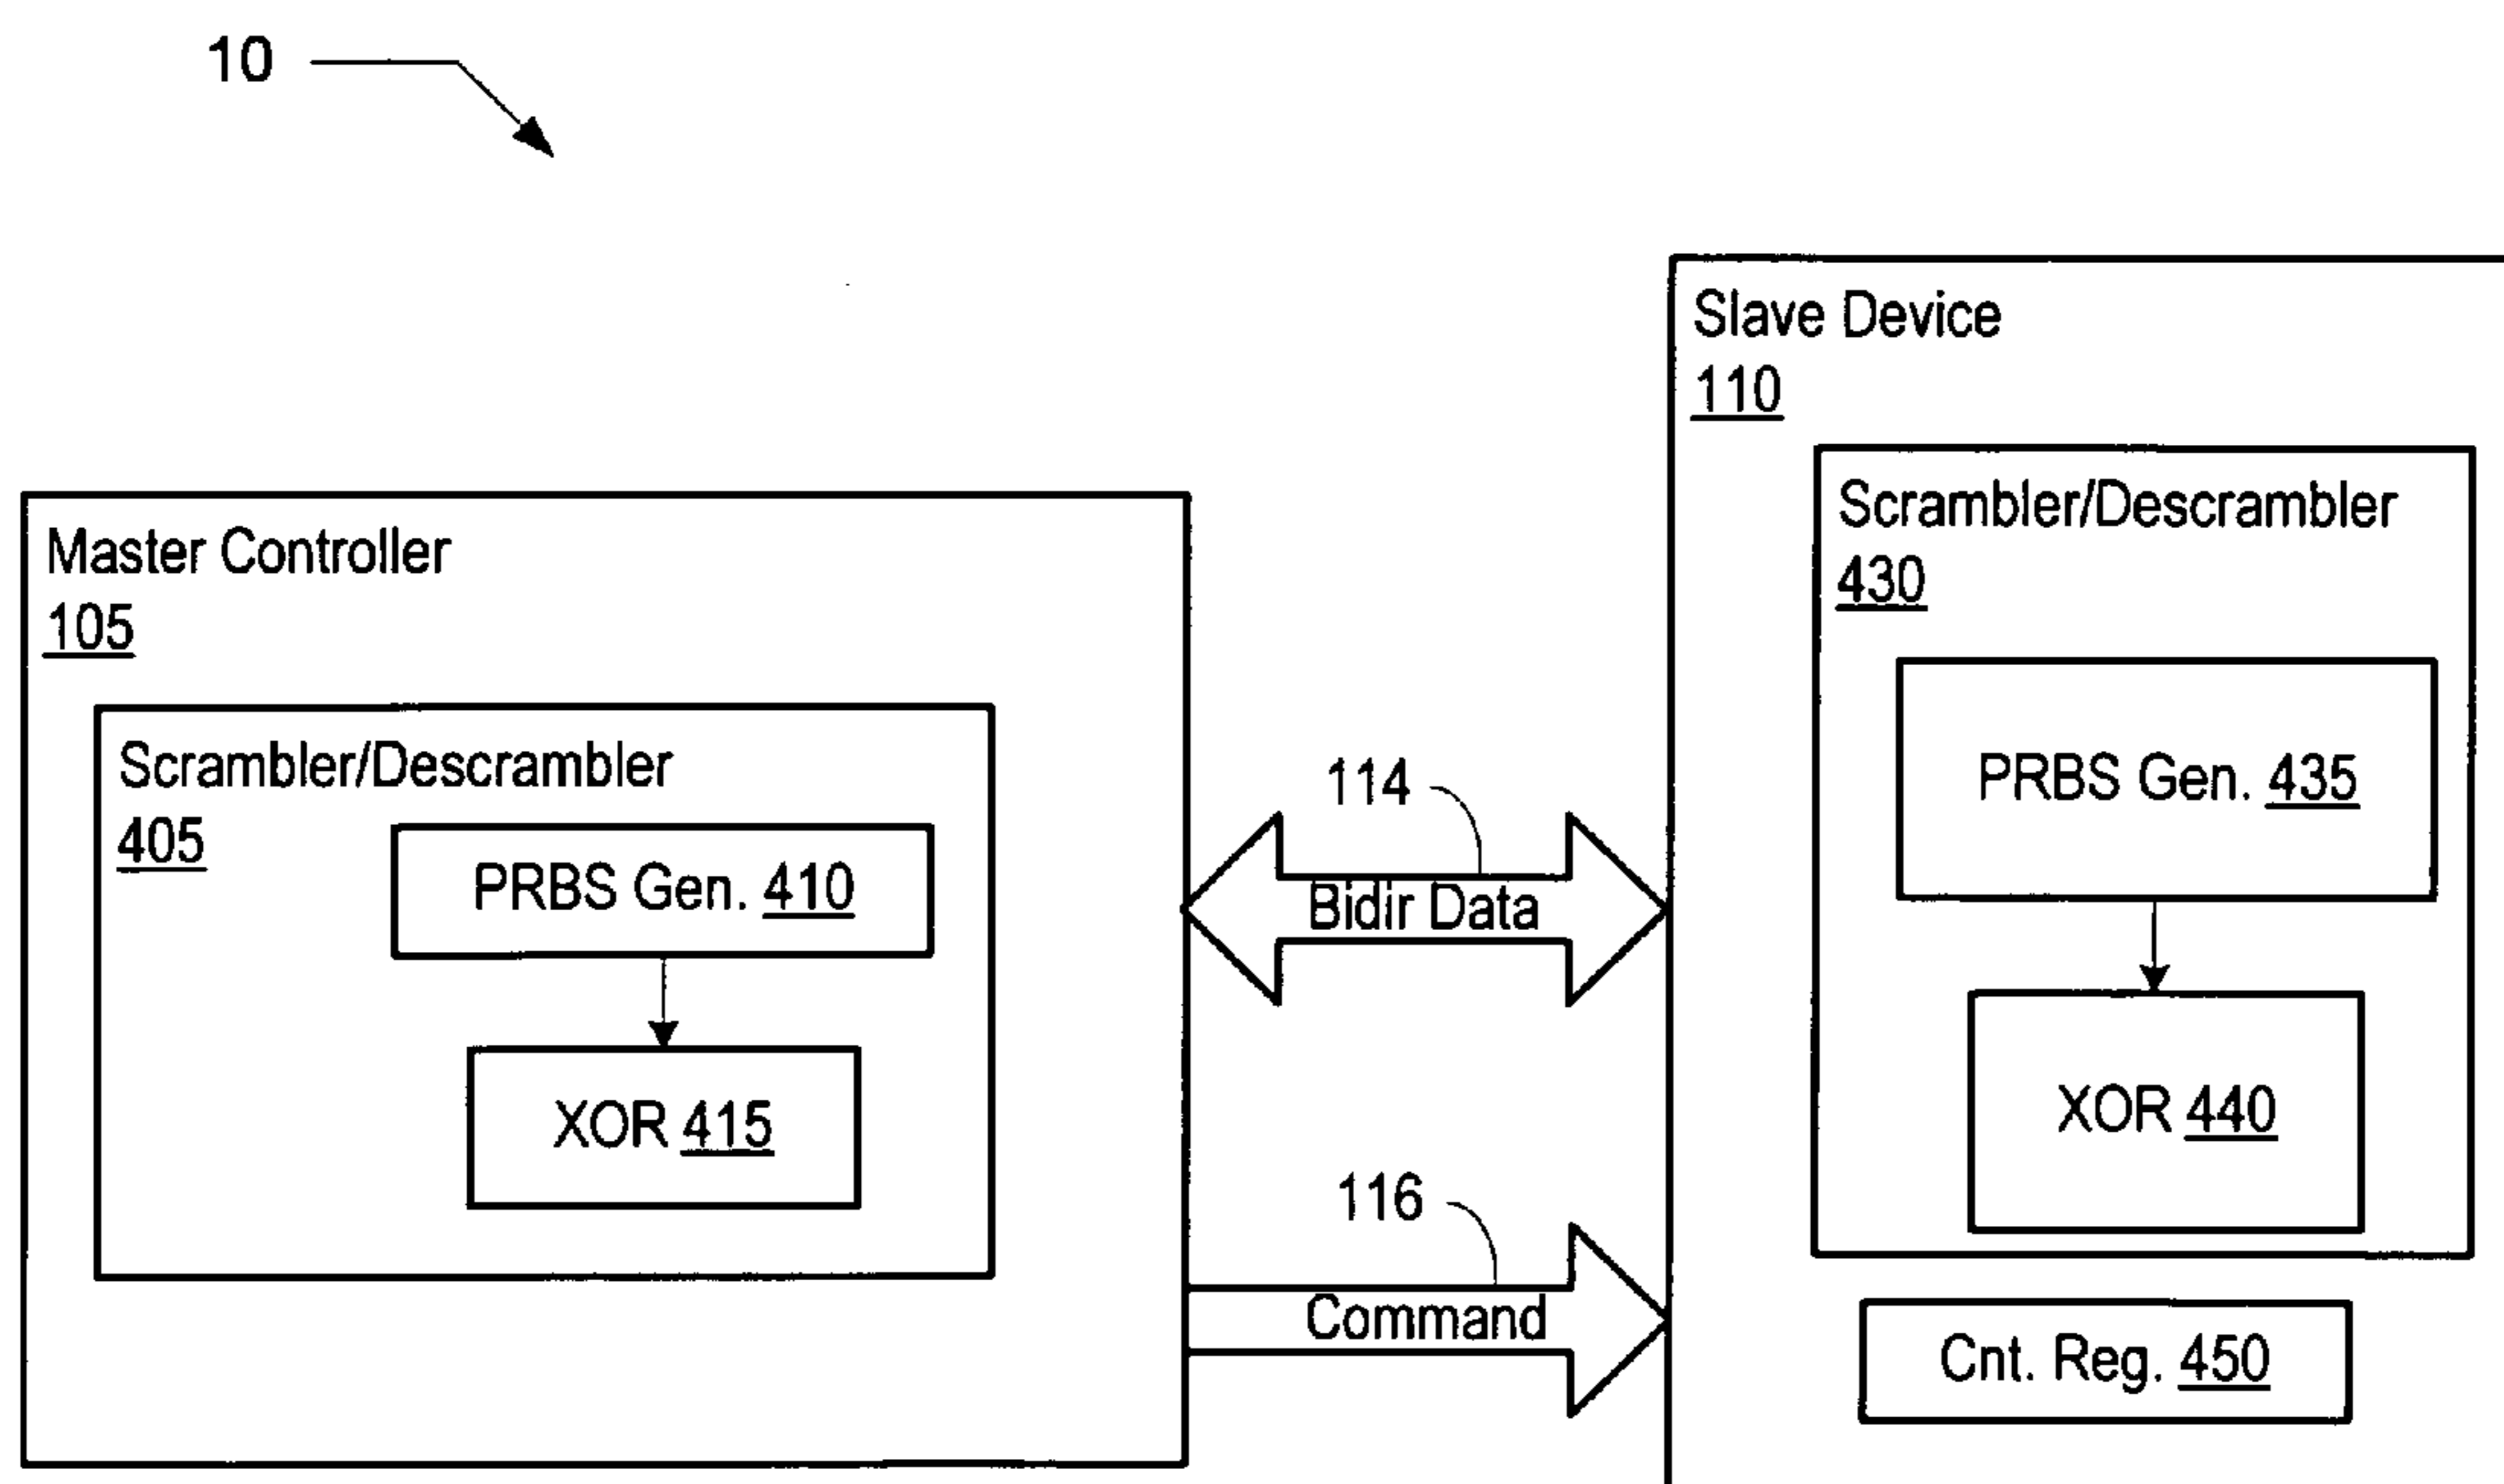 10
Slave Device
110
Scrambler/Descrambler
430
PRBS Gen. 435
XOR 440
Cnt. Reg. 450
Master Controller
105
Scrambler/Descrambler
405
PRBS Gen. 410
XOR 415
114
Bidir Data
116
Command